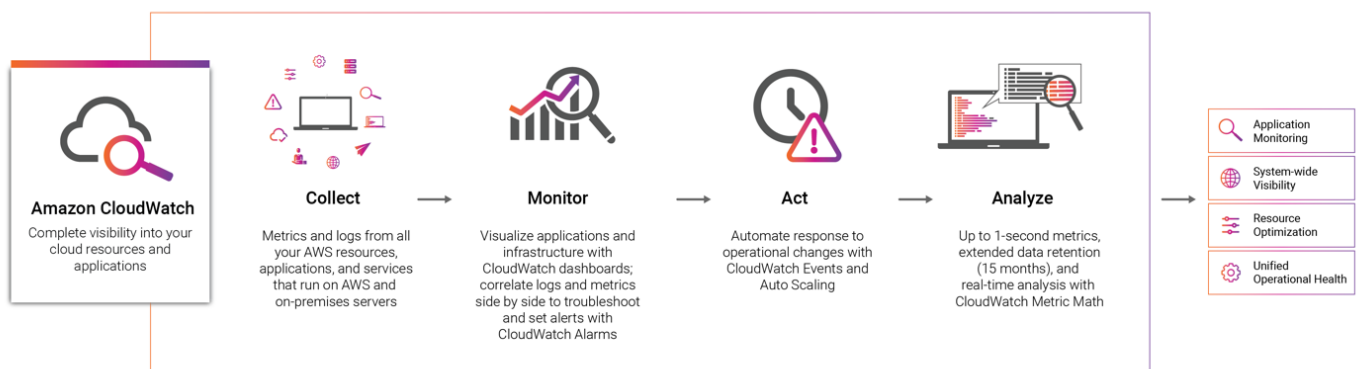 Amazon CloudWatch
Complete visibility into your
cloud resources and
applications
Collect
Metrics and logs from all
your AWS resources,
applications, and services
that run on AWS and
on-premises servers
Monitor
Visualize applications and
infrastructure with
CloudWatch dashboards;
correlate logs and metrics
side by side to troubleshoot
and set alerts with
CloudWatch Alarms
Act
Automate response to
operational changes with
CloudWatch Events and
Auto Scaling
Analyze
Up to 1-second metrics,
extended data retention
(15 months), and
real-time analysis with
CloudWatch Metric Math
Application
Monitoring
System-wide
Visibility
Resource
Optimization
Unified
Operational Health